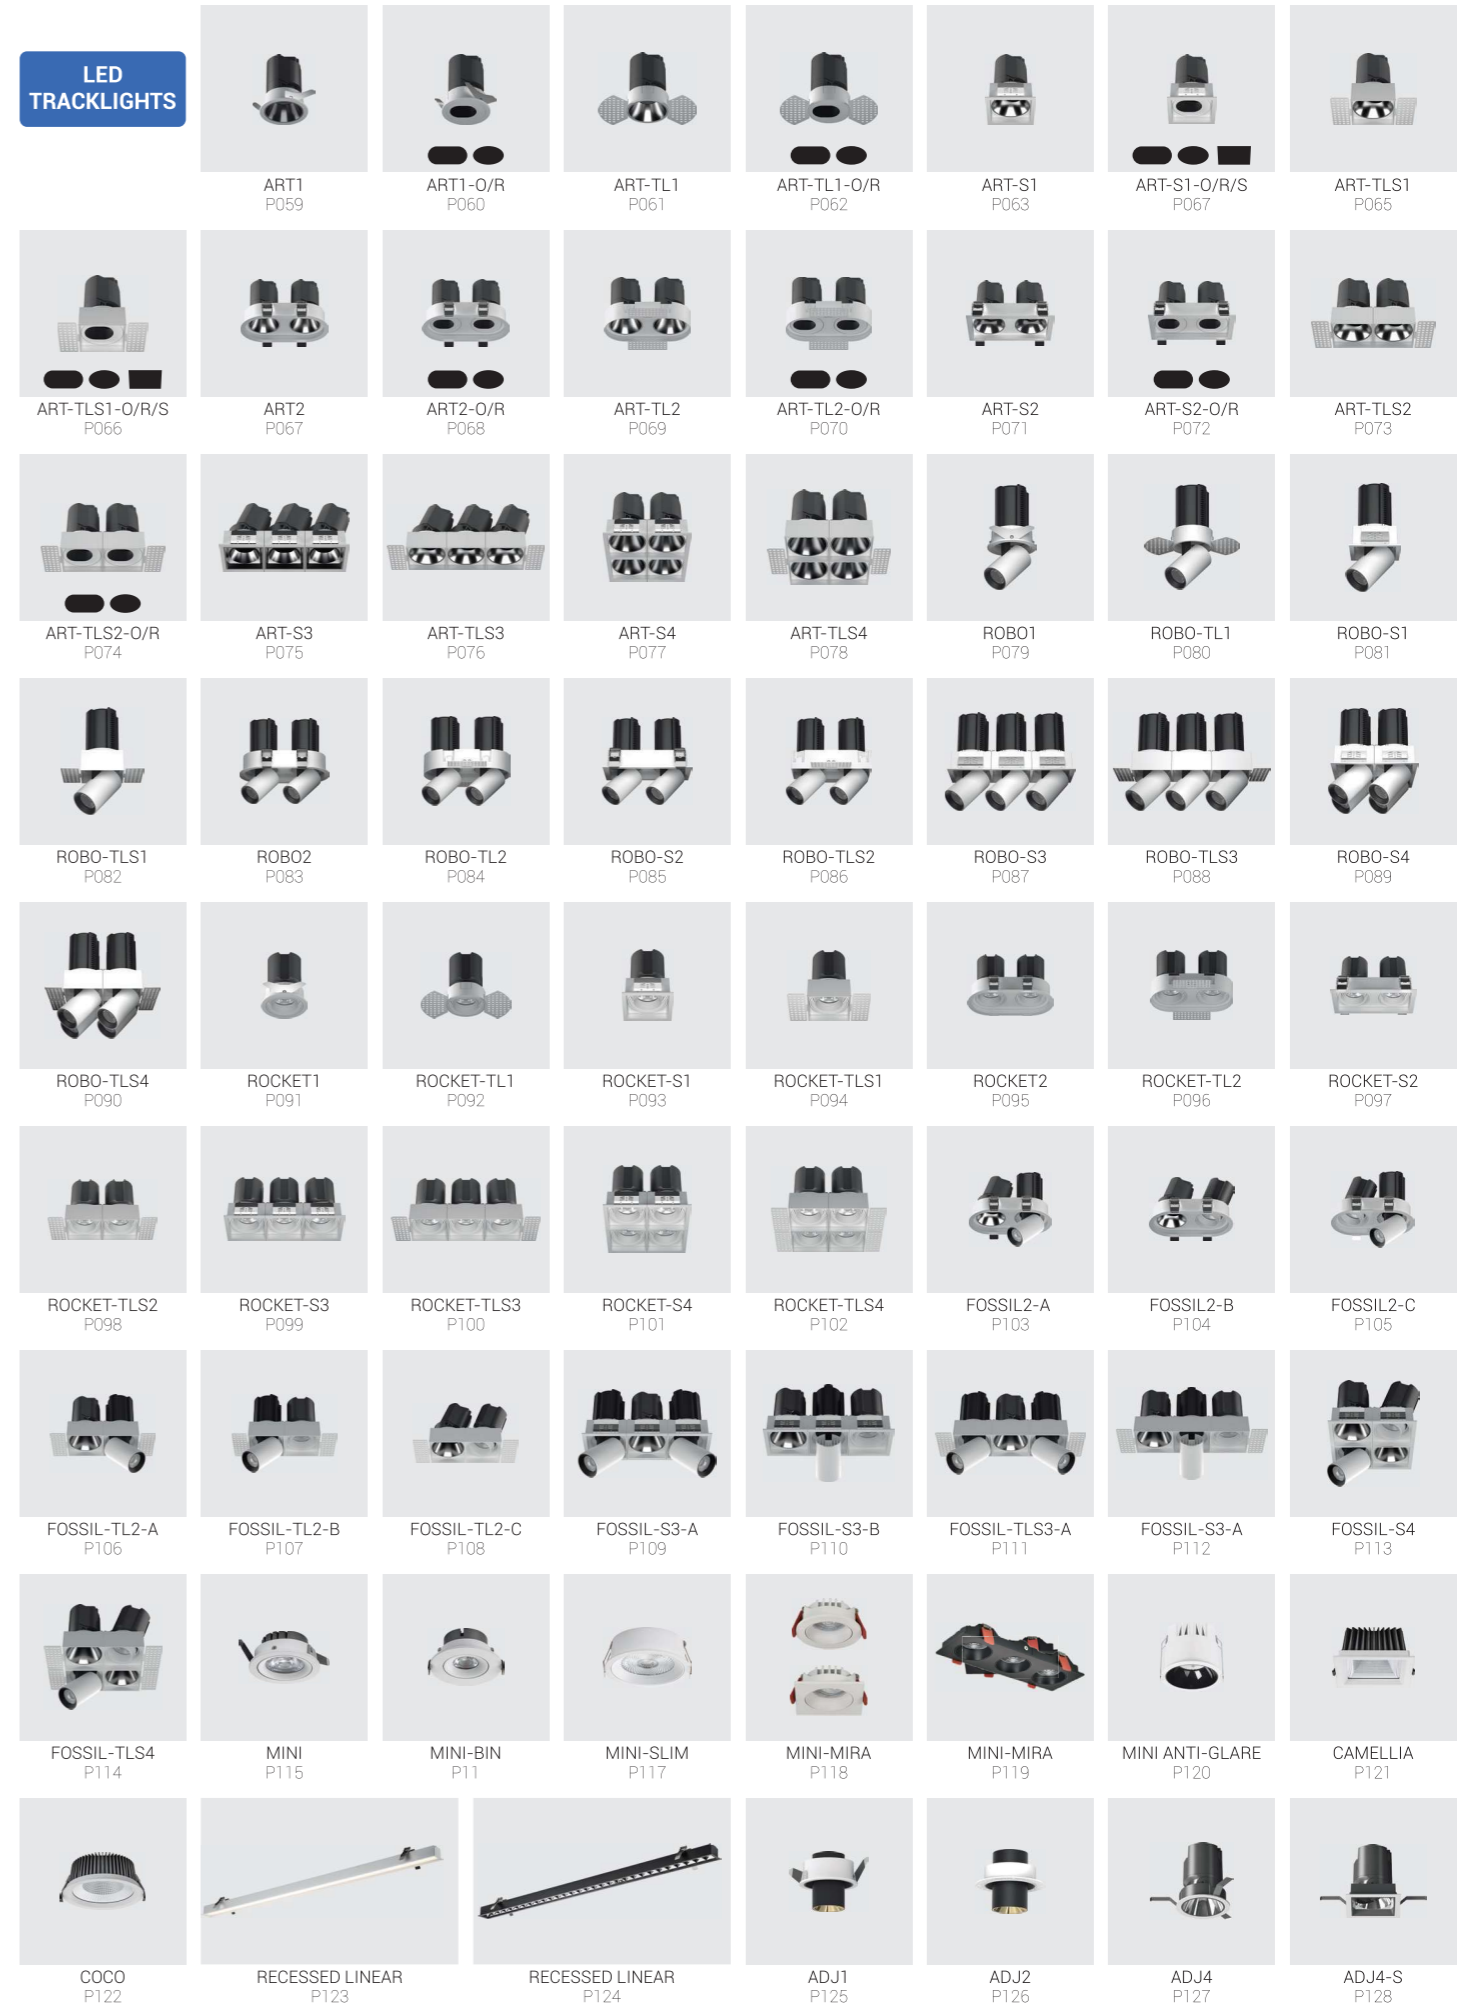 LED
TRACKLIGHTS
ART1
P059
ART1-O/R
P060
ART-TL1
P061
ART-TL1-O/R
P062
ART-S1
P063
ART-S1-O/R/S
P067
ART-TLS1
P065
ART-TLS1-O/R/S
P066
ART2
P067
ART2-O/R
P068
ART-TL2
P069
ART-TL2-O/R
P070
ART-S2
P071
ART-S2-O/R
P072
ART-TLS2
P073
ART-TLS2-O/R
P074
ART-S3
P075
ART-TLS3
P076
ART-S4
P077
ART-TLS4
P078
ROBO1
P079
ROBO-TL1
P080
ROBO-S1
P081
ROBO-TLS1
P082
ROBO2
P083
ROBO-TL2
P084
ROBO-S2
P085
ROBO-TLS2
P086
ROBO-S3
P087
ROBO-TLS3
P088
ROBO-S4
P089
ROBO-TLS4
P090
ROCKET1
P091
ROCKET-TL1
P092
ROCKET-S1
P093
ROCKET-TLS1
P094
ROCKET2
P095
ROCKET-TL2
P096
ROCKET-S2
P097
ROCKET-TLS2
P098
ROCKET-S3
P099
ROCKET-TLS3
P100
ROCKET-S4
P101
ROCKET-TLS4
P102
FOSSIL2-A
P103
FOSSIL2-B
P104
FOSSIL2-C
P105
FOSSIL-TL2-A
P106
FOSSIL-TL2-B
P107
FOSSIL-TL2-C
P108
FOSSIL-S3-A
P109
FOSSIL-S3-B
P110
FOSSIL-TLS3-A
P111
FOSSIL-S3-A
P112
FOSSIL-S4
P113
FOSSIL-TLS4
P114
MINI
P115
MINI-BIN
P11
MINI-SLIM
P117
MINI-MIRA
P118
MINI-MIRA
P119
MINI ANTI-GLARE
P120
CAMELLIA
P121
COCO
P122
RECESSED LINEAR
P123
RECESSED LINEAR
P124
ADJ1
P125
ADJ2
P126
ADJ4
P127
ADJ4-S
P128